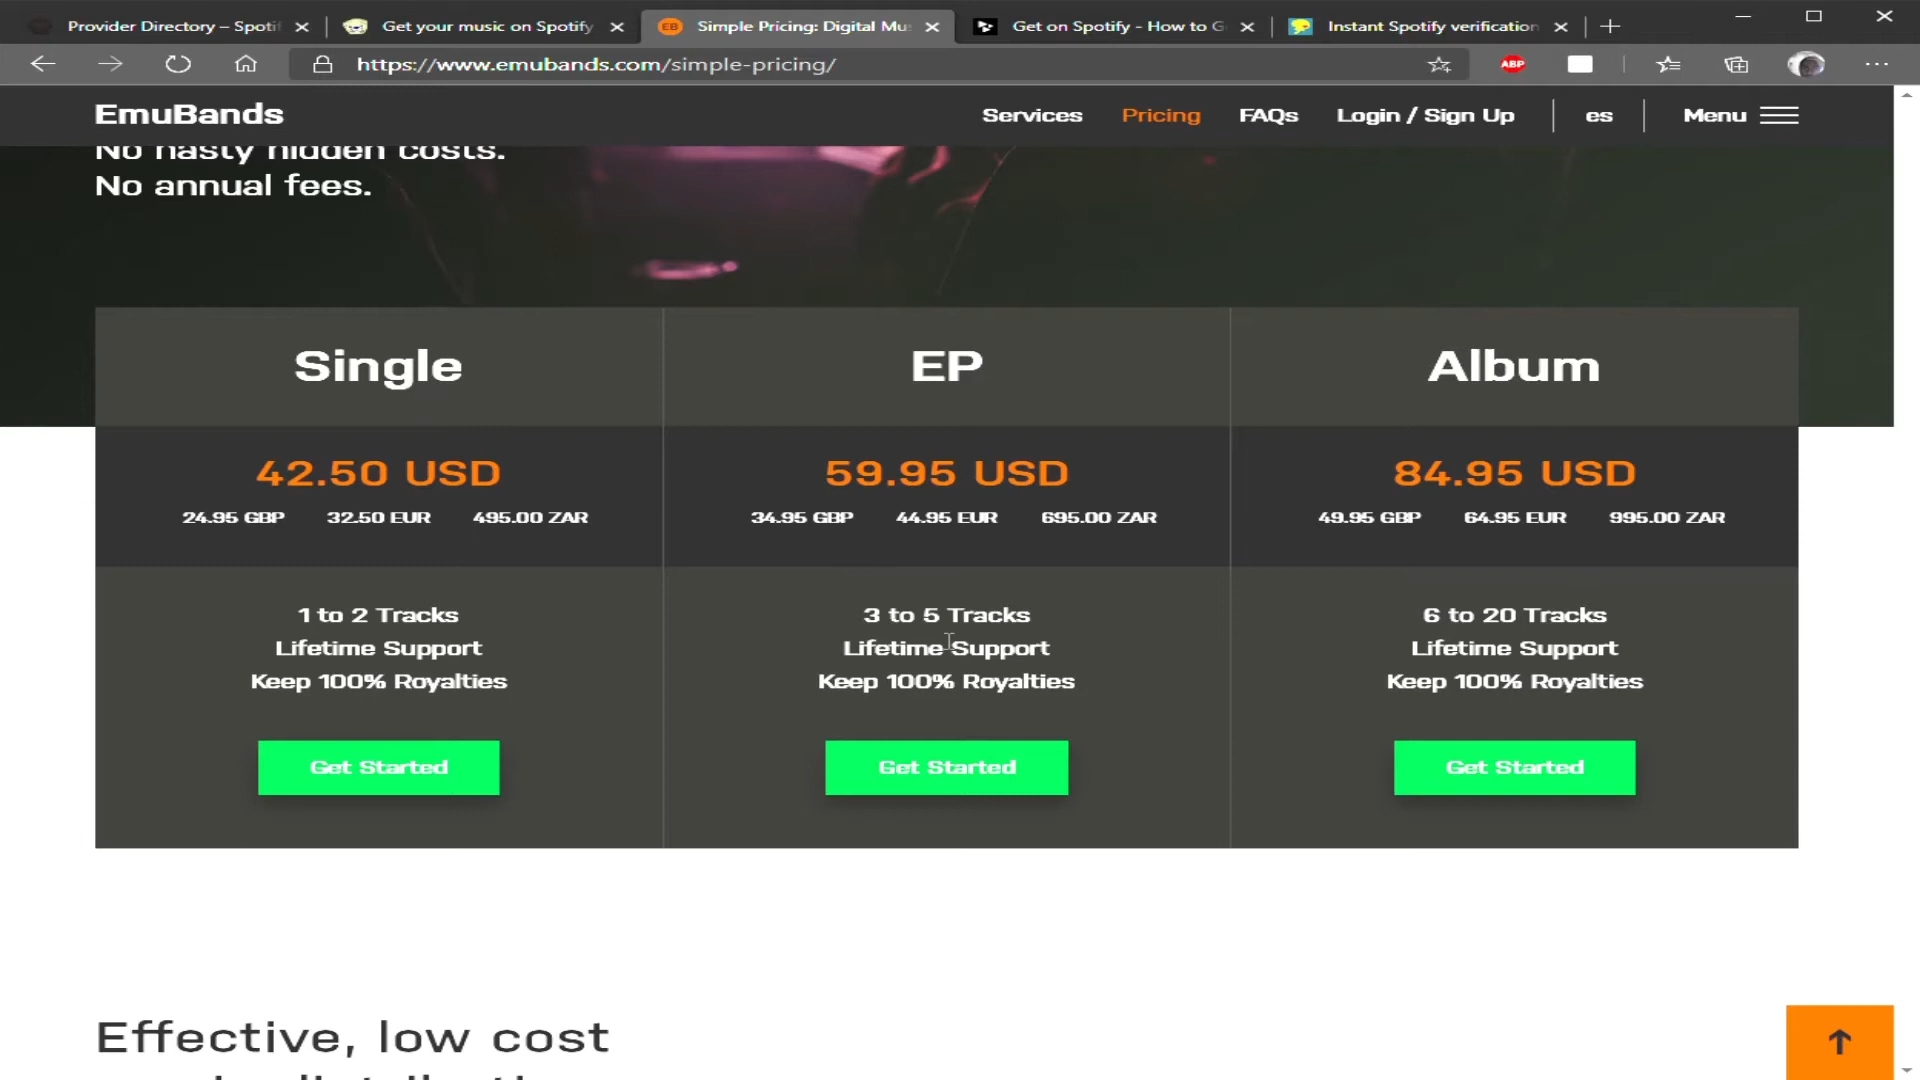 Provider Directory – Spoti
Get your music on Spotify
EB
Simple Pricing: Digital Mu
Get on Spotify - How to G
Instant Spotify verification
https://www.emubands.com/simple-pricing/
ABP
EmuBands
Services
Pricing
FAQs
Login / Sign Up
es
Menu
No nasty hidden costs.
No annual fees.
Single
EP
Album
42.50 USD
59.95 USD
84.95 USD
24.95 GBP 32.50 EUR 495.00 ZAR
34.95 GBP 44.95 EUR 695.00 ZAR
49.95 GBP 64.95 EUR 995.00 ZAR
1 to 2 Tracks
Lifetime Support
Keep 100% Royalties
3 to 5 Tracks
Lifetime Support
Keep 100% Royalties
6 to 20 Tracks
Lifetime Support
Keep 100% Royalties
Get Started
Get Started
Get Started
Effective, low cost